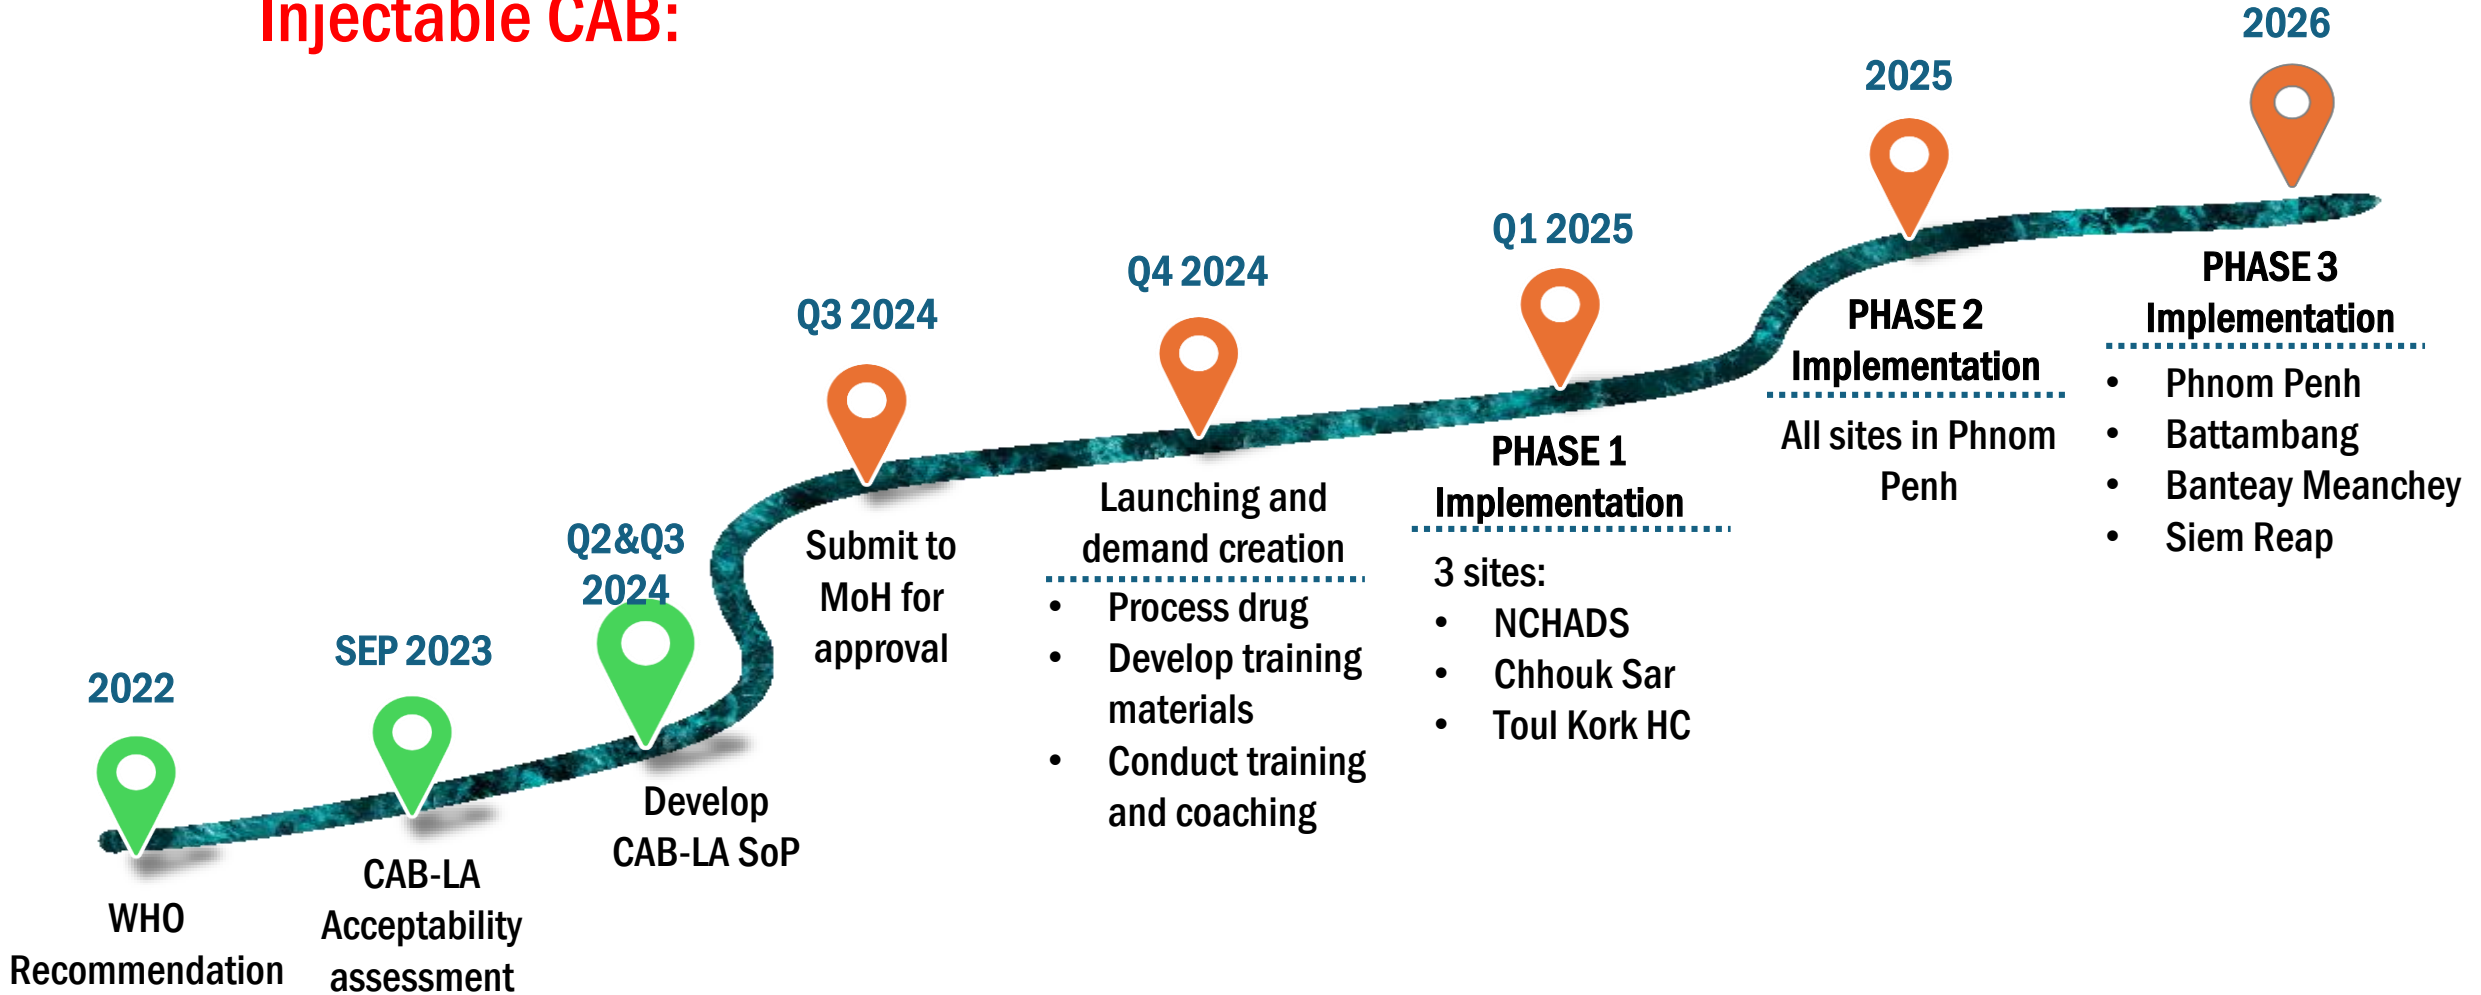 Injectable CAB:
2022
WHO
Recommendation
SEP 2023
CAB-LA
Acceptability
assessment
Q2&Q3
2024
Develop
CAB-LA SoP
Q3 2024
Submit to
MoH for
approval
Q4 2024
Launching and
demand creation
• Process drug
• Develop training
materials
• Conduct training
and coaching
Q1 2025
PHASE 1
Implementation
3 sites:
• NCHADS
• Chhouk Sar
• Toul Kork HC
2025
PHASE 2
Implementation
All sites in Phnom
Penh
2026
PHASE 3
Implementation
• Phnom Penh
• Battambang
• Banteay Meanchey
• Siem Reap